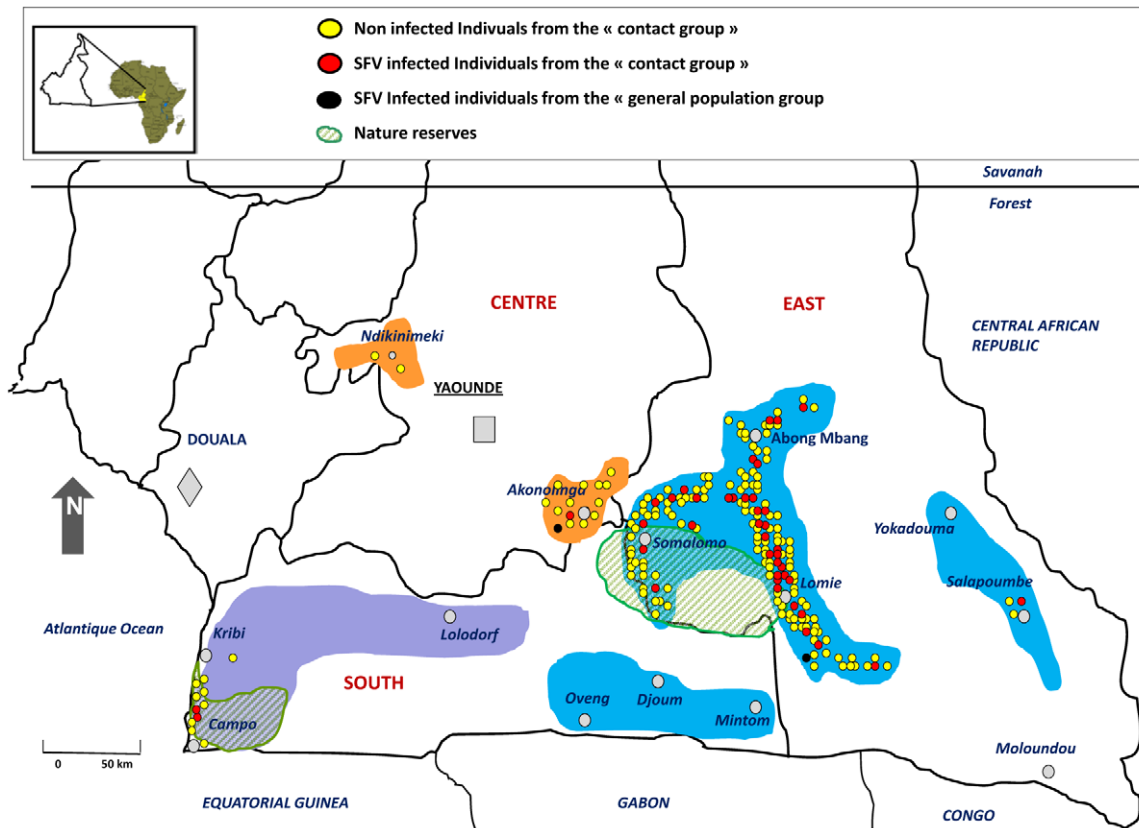 Non infected Indivuals from the « contact group »
SFV infected Individuals from the « contact group »
SFV Infected individuals from the « general population group
Nature reserves
Savanah
Forest
CENTRE
EAST
Ndikinimeki
CENTRAL AFRICAN
REPUBLIC
YAOUNDE
DOUALA
Abong Mbang
N
Akonolnga
Yokadouma
Somalomo
Lomie
Salapoumbe
Atlantique Ocean
Kribi
Lolodorf
SOUTH
Oveng
Djoum
Mintom
Campo
0 50 km
Moloundou
EQUATORIAL GUINEA
GABON
CONGO